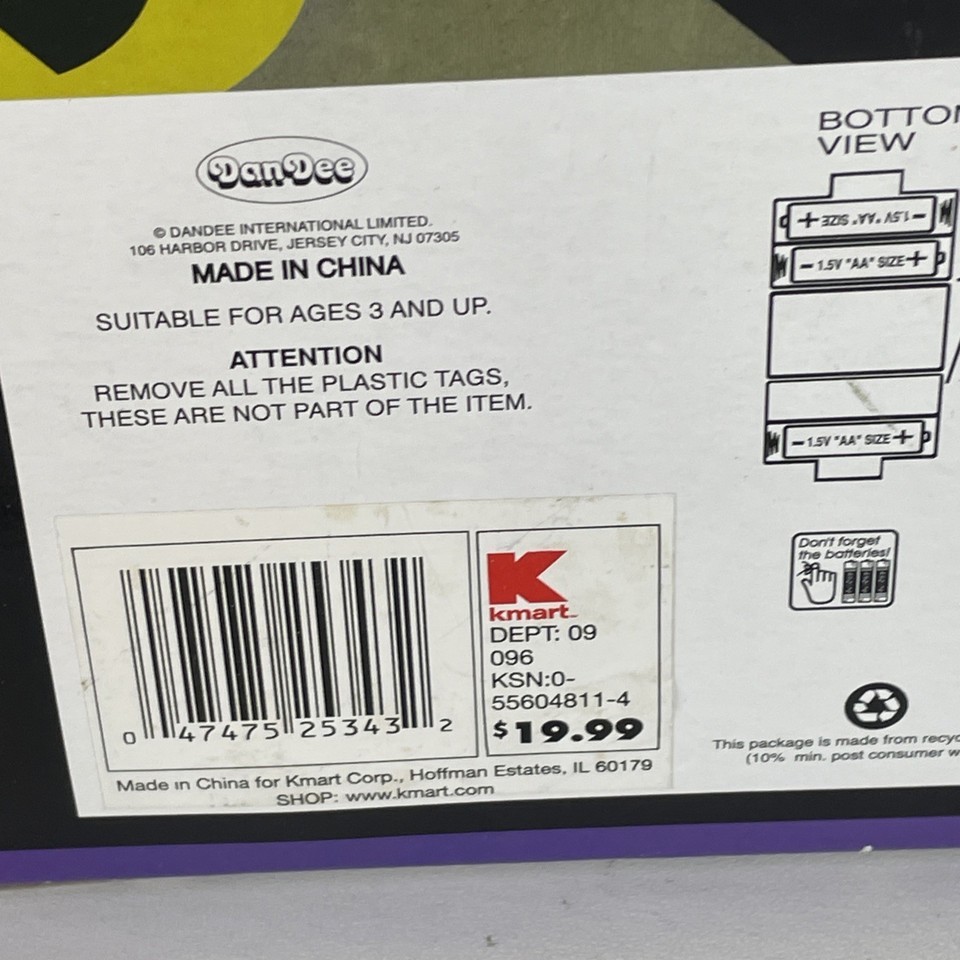 DanDee
© DANDEE INTERNATIONAL LIMITED.
106 HARBOR DRIVE, JERSEY CITY, NJ 07305
MADE IN CHINA
SUITABLE FOR AGES 3 AND UP.
ATTENTION
REMOVE ALL THE PLASTIC TAGS,
THESE ARE NOT PART OF THE ITEM.
BOTTO
VIEW
- 1.5V "AA" SIZE +
- 1.5V "AA" SIZE +
- 1.5V "AA" SIZE +
Don't forget
the batteries!
0 47475 25343 2
K
kmart
DEPT: 09
096
KSN:0-
55604811-4
$19.99
Made in China for Kmart Corp., Hoffman Estates, IL 60179
SHOP: www.kmart.com
This package is made from recyc
(10% min. post consumer w